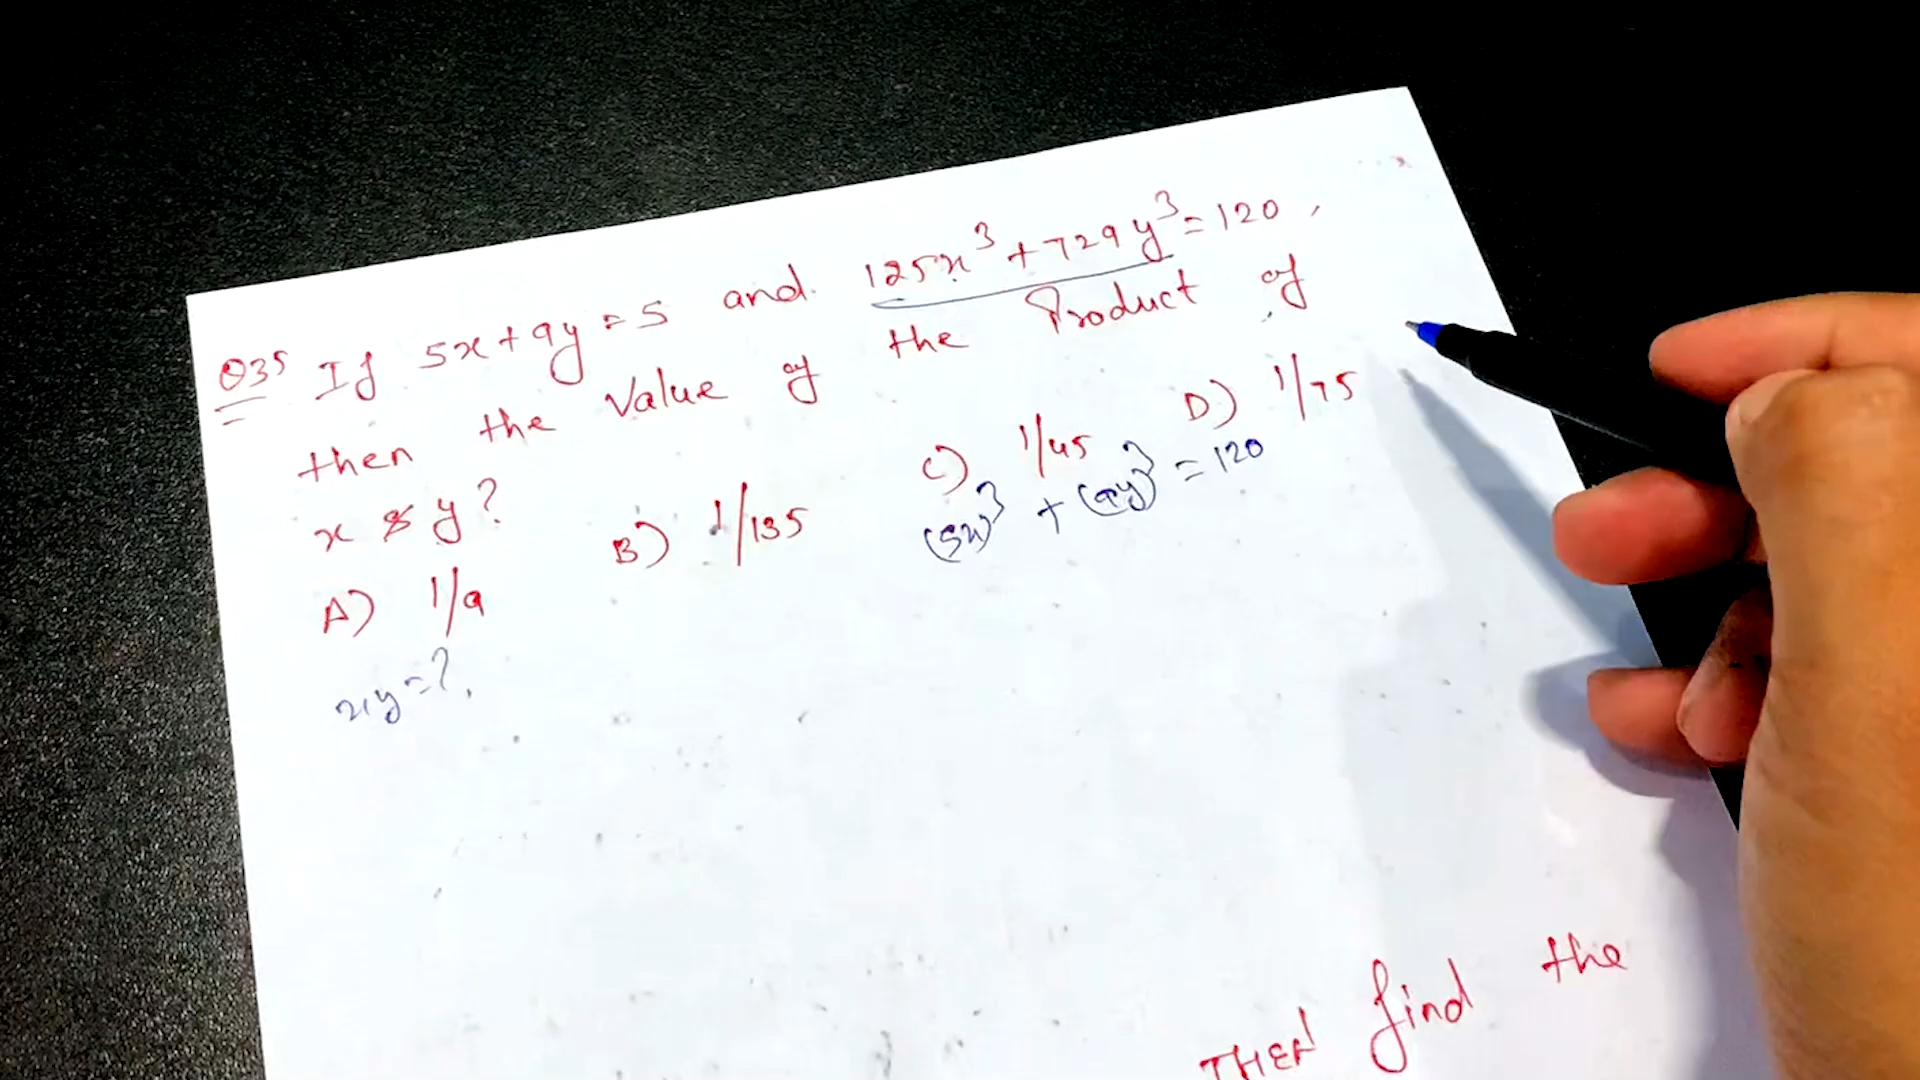 Q35 If 5x+9y=5 and 125x³+729y³=120,
then the value of the Product of
x & y?
A) 1/9 B) 1/135 C) 1/45 D) 1/75
(5x)³ + (9y)³ = 120
xy=?
THEN find the